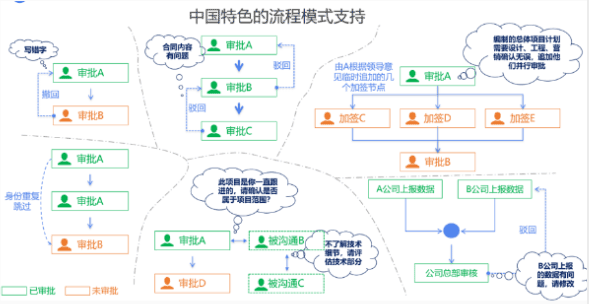 中国特色的流程模式支持
写错字
审批A
撤回
审批B
合同内容
有问题
审批A
驳回
审批B
驳回
审批C
由A根据领导意
见临时追加的几
个加签节点
审批A
编制的总体项目计划
需要设计、工程、营
销确认无误，追加他
们并行审批
加签C
加签D
加签E
审批B
审批A
身份重复
跳过
审批A
审批B
此项目是你一直跟
进的，请确认是否
属于项目范围？
审批A
被沟通B
审批D
被沟通C
不了解技术
细节，请评
估技术部分
A公司上报数据
B公司上报数据
驳回
公司总部审核
B公司上报
的数据有问
题，请修改
已审批
未审批